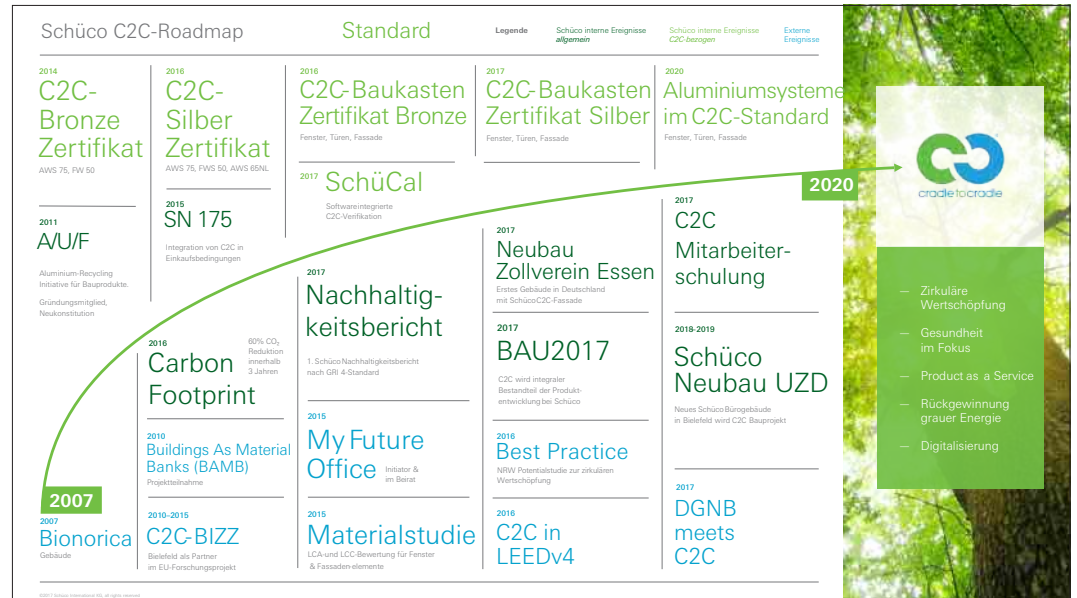 Schüco C2C-Roadmap
Standard
Legende
Schüco interne Ereignisse
allgemein
Schüco interne Ereignisse
C2C-bezogen
Externe
Ereignisse
2014
C2C-
Bronze
Zertifikat
AWS 75, FW 50
2016
C2C-
Silber
Zertifikat
AWS 75, FWS 50, AWS 65NL
2016
C2C-Baukasten
Zertifikat Bronze
Fenster, Türen, Fassade
2017
C2C-Baukasten
Zertifikat Silber
Fenster, Türen, Fassade
2020
Aluminiumsysteme
im C2C-Standard
Fenster, Türen, Fassade
2017 SchüCal
Softwareintegrierte
C2C-Verifikation
2011
A/U/F
Aluminium-Recycling
Initiative für Bauprodukte.
Gründungsmitglied,
Neukonstitution
2015
SN 175
Integration von C2C in
Einkaufsbedingungen
2017
Nachhaltig-
keitsbericht
1. Schüco Nachhaltigkeitsbericht
nach GRI 4-Standard
2017
Neubau
Zollverein Essen
Erstes Gebäude in Deutschland
mit Schüco C2C-Fassade
2017
C2C
Mitarbeiter-
schulung
2020
2016
Carbon
Footprint
60% CO₂
Reduktion
innerhalb
3 Jahren
2017
BAU2017
C2C wird integraler
Bestandteil der Produkt-
entwicklung bei Schüco
2018-2019
Schüco
Neubau UZD
Neues Schüco Bürogebäude
in Bielefeld wird C2C Bauprojekt
2010
Buildings As Material
Banks (BAMB)
Projektteilnahme
2015
My Future
Office
Initiator &
im Beirat
2016
Best Practice
NRW Potentialstudie zur zirkulären
Wertschöpfung
2007
2007
Bionorica
Gebäude
2010–2015
C2C-BIZZ
Bielefeld als Partner
im EU-Forschungsprojekt
2015
Materialstudie
LCA-und LCC-Bewertung für Fenster
& Fassaden-elemente
2016
C2C in
LEEDv4
2017
DGNB
meets
C2C
cradletocradle
— Zirkuläre
Wertschöpfung
— Gesundheit
im Fokus
— Product as a Service
— Rückgewinnung
grauer Energie
— Digitalisierung
©2017 Schüco International KG, all rights reserved